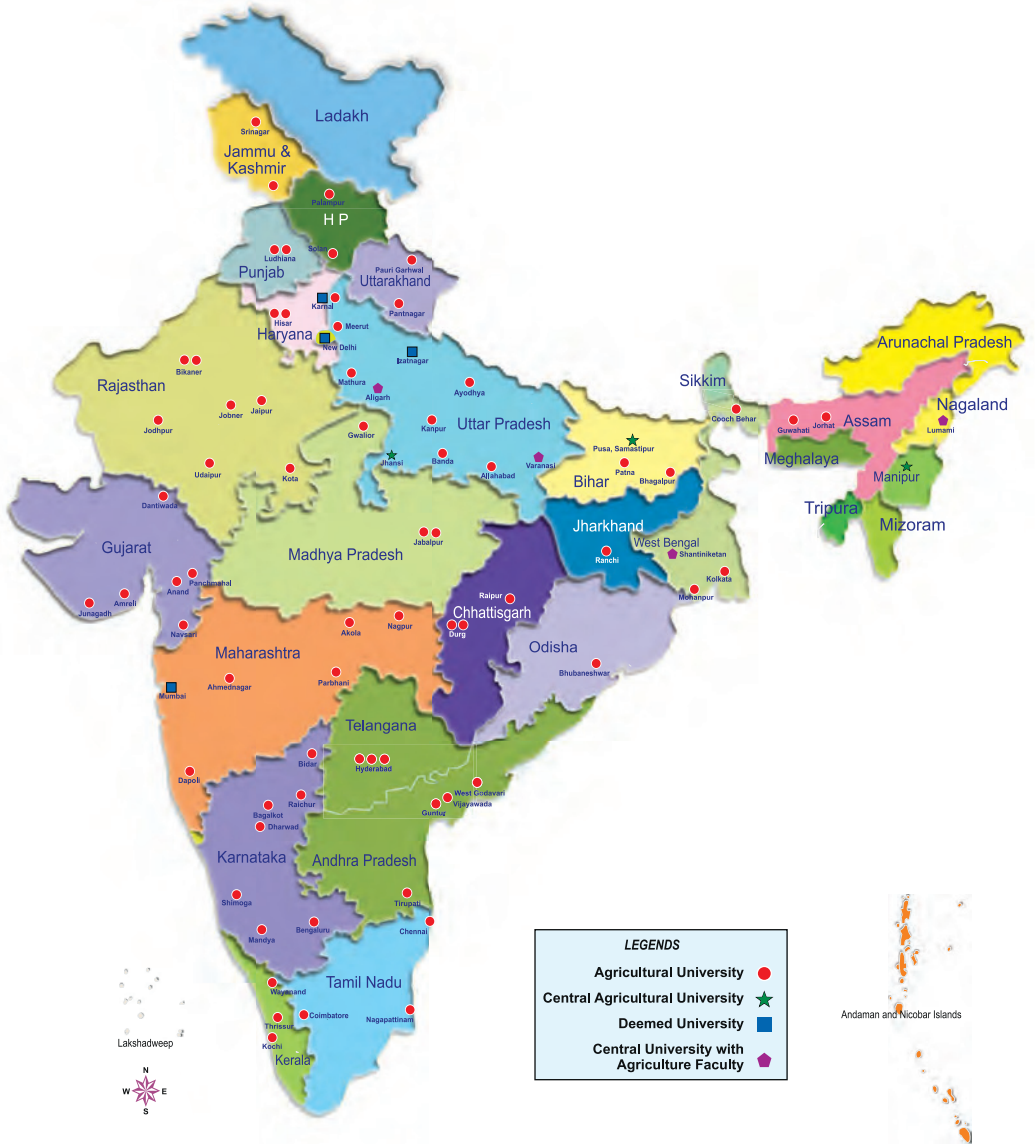 Ladakh
Srinagar
Jammu &
Kashmir
Palampur
H P
Solan
Ludhiana
Punjab
Pauri Garhwal
Uttarakhand
Pantnagar
Karnal
Hisar
Haryana
Meerut
New Delhi
Izatnagar
Bikaner
Rajasthan
Mathura
Aligarh
Ayodhya
Jobner
Jaipur
Jodhpur
Gwalior
Kanpur
Uttar Pradesh
Jhansi
Banda
Allahabad
Varanasi
Udaipur
Kota
Pusa, Samastipur
Patna
Bihar
Bhagalpur
Sikkim
Cooch Behar
Arunachal Pradesh
Nagaland
Lumami
Guwahati
Jorhat
Assam
Meghalaya
Manipur
Tripura
Mizoram
Dantiwada
Gujarat
Panchmahal
Anand
Amreli
Junagadh
Navsari
Madhya Pradesh
Jabalpur
Jharkhand
Ranchi
West Bengal
Shantiniketan
Kolkata
Mohanpur
Raipur
Chhattisgarh
Durg
Odisha
Bhubaneshwar
Akola
Nagpur
Maharashtra
Ahmednagar
Parbhani
Mumbai
Dapoli
Telangana
Hyderabad
Bidar
Raichur
Bagalkot
Dharwad
West Godavari
Vijayawada
Guntur
Karnataka
Andhra Pradesh
Shimoga
Mandya
Bengaluru
Tirupati
Chennai
Tamil Nadu
Wayanand
Coimbatore
Nagapattinam
Thrissur
Kochi
Kerala
Lakshadweep
N
W E
S
LEGENDS
Agricultural University
Central Agricultural University
Deemed University
Central University with
Agriculture Faculty
Andaman and Nicobar Islands